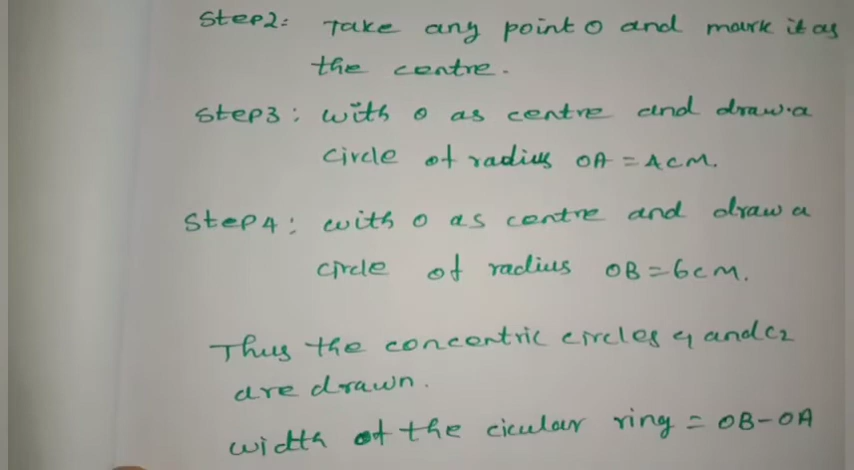 Step2: Take any point O and mark it as
the centre.
Step3: with O as centre and draw a
circle of radius OA = 4cm.
Step4: with O as centre and draw a
circle of radius OB = 6cm.
Thus the concentric circles c1 and c2
are drawn.
width of the ciculaur ring = OB-OA